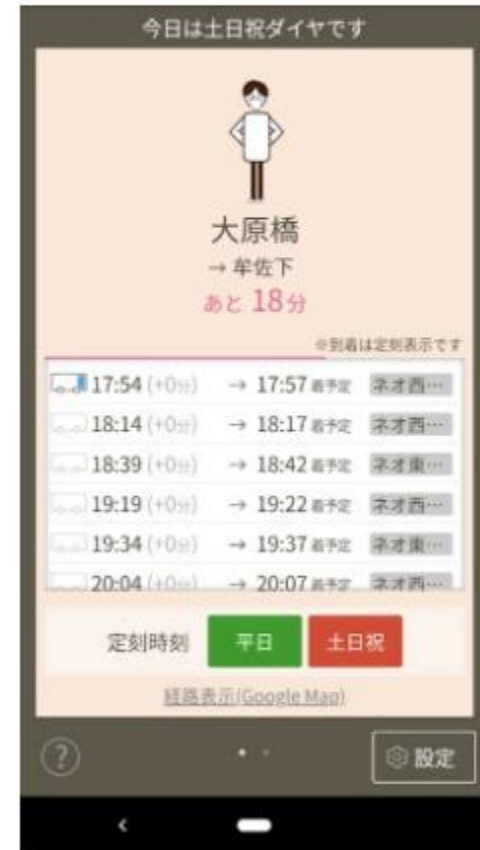 今日は土日祝ダイヤです
大原橋
→ 牟佐下
あと 18分
※到着は定刻表示です
17:54 (+0分) → 17:57 着予定 ネオ西…
18:14 (+0分) → 18:17 着予定 ネオ西…
18:39 (+0分) → 18:42 着予定 ネオ東…
19:19 (+0分) → 19:22 着予定 ネオ西…
19:34 (+0分) → 19:37 着予定 ネオ東…
20:04 (+0分) → 20:07 着予定 ネオ西…
定刻時刻 平日 土日祝
経路表示(Google Map)
? 設定